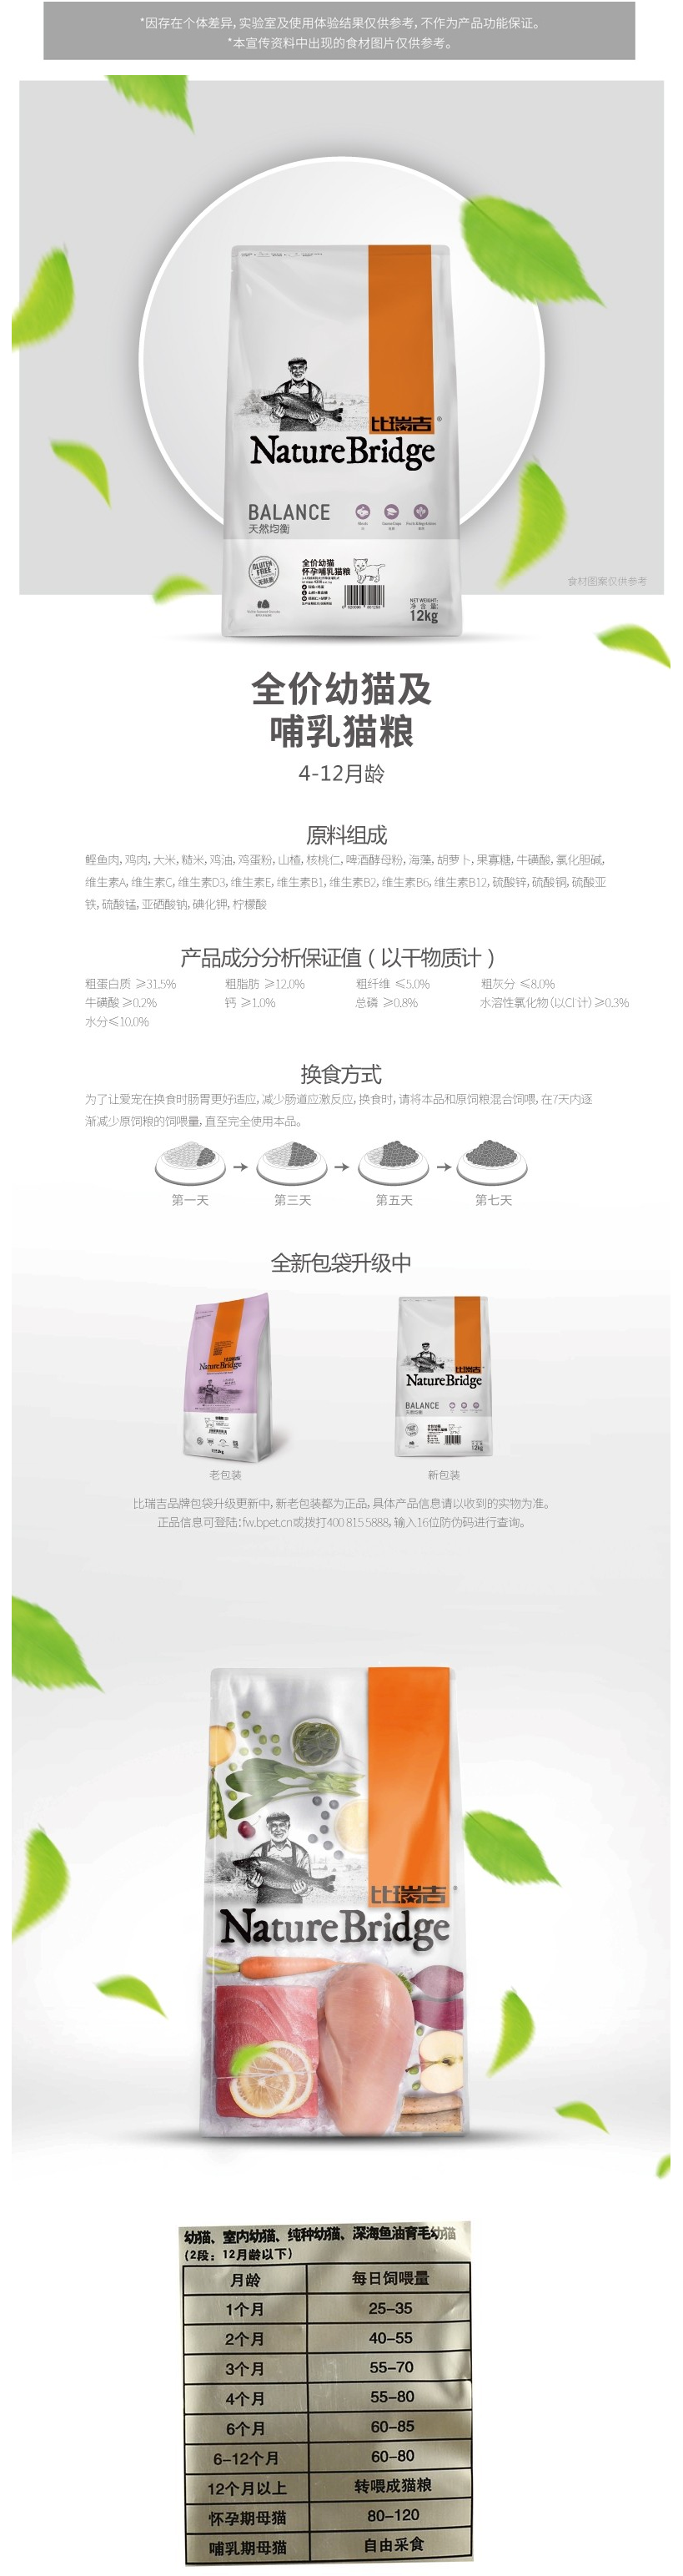 *因存在个体差异,实验室及使用体验结果仅供参考,不作为产品功能保证。
*本宣传资料中出现的食材图片仅供参考。
比瑞吉
NatureBridge
BALANCE
天然均衡
GLUTEN FREE
全价幼猫
怀孕哺乳猫粮
NET WEIGHT:
净含量:
12kg
食材图案仅供参考
全价幼猫及
哺乳猫粮
4-12月龄
原料组成
鲣鱼肉, 鸡肉, 大米, 糙米, 鸡油, 鸡蛋粉, 山楂, 核桃仁, 啤酒酵母粉, 海藻, 胡萝卜, 果寡糖, 牛磺酸, 氯化胆碱,
维生素A, 维生素C, 维生素D3, 维生素E, 维生素B1, 维生素B2, 维生素B6, 维生素B12, 硫酸锌, 硫酸铜, 硫酸亚
铁, 硫酸锰, 亚硒酸钠, 碘化钾, 柠檬酸
产品成分分析保证值（以干物质计）
粗蛋白质 ≥31.5% 粗脂肪 ≥12.0% 粗纤维 ≤5.0% 粗灰分 ≤8.0%
牛磺酸 ≥0.2% 钙 ≥1.0% 总磷 ≥0.8% 水溶性氯化物(以Cl⁻计)≥0.3%
水分≤10.0%
换食方式
为了让爱宠在换食时肠胃更好适应, 减少肠道应激反应, 换食时, 请将本品和原饲粮混合饲喂, 在7天内逐
渐减少原饲粮的饲喂量, 直至完全使用本品。
第一天 第三天 第五天 第七天
全新包袋升级中
NatureBridge
比瑞吉
NatureBridge
BALANCE
天然均衡
12kg
老包装 新包装
比瑞吉品牌包袋升级更新中, 新老包装都为正品, 具体产品信息请以收到的实物为准。
正品信息可登陆: fw.bpet.cn或拨打400 815 5888, 输入16位防伪码进行查询。
比瑞吉
NatureBridge
幼猫、室内幼猫、纯种幼猫、深海鱼油育毛幼猫
(2段: 12月龄以下)
月龄 每日饲喂量
1个月 25-35
2个月 40-55
3个月 55-70
4个月 55-80
6个月 60-85
6-12个月 60-80
12个月以上 转喂成猫粮
怀孕期母猫 80-120
哺乳期母猫 自由采食